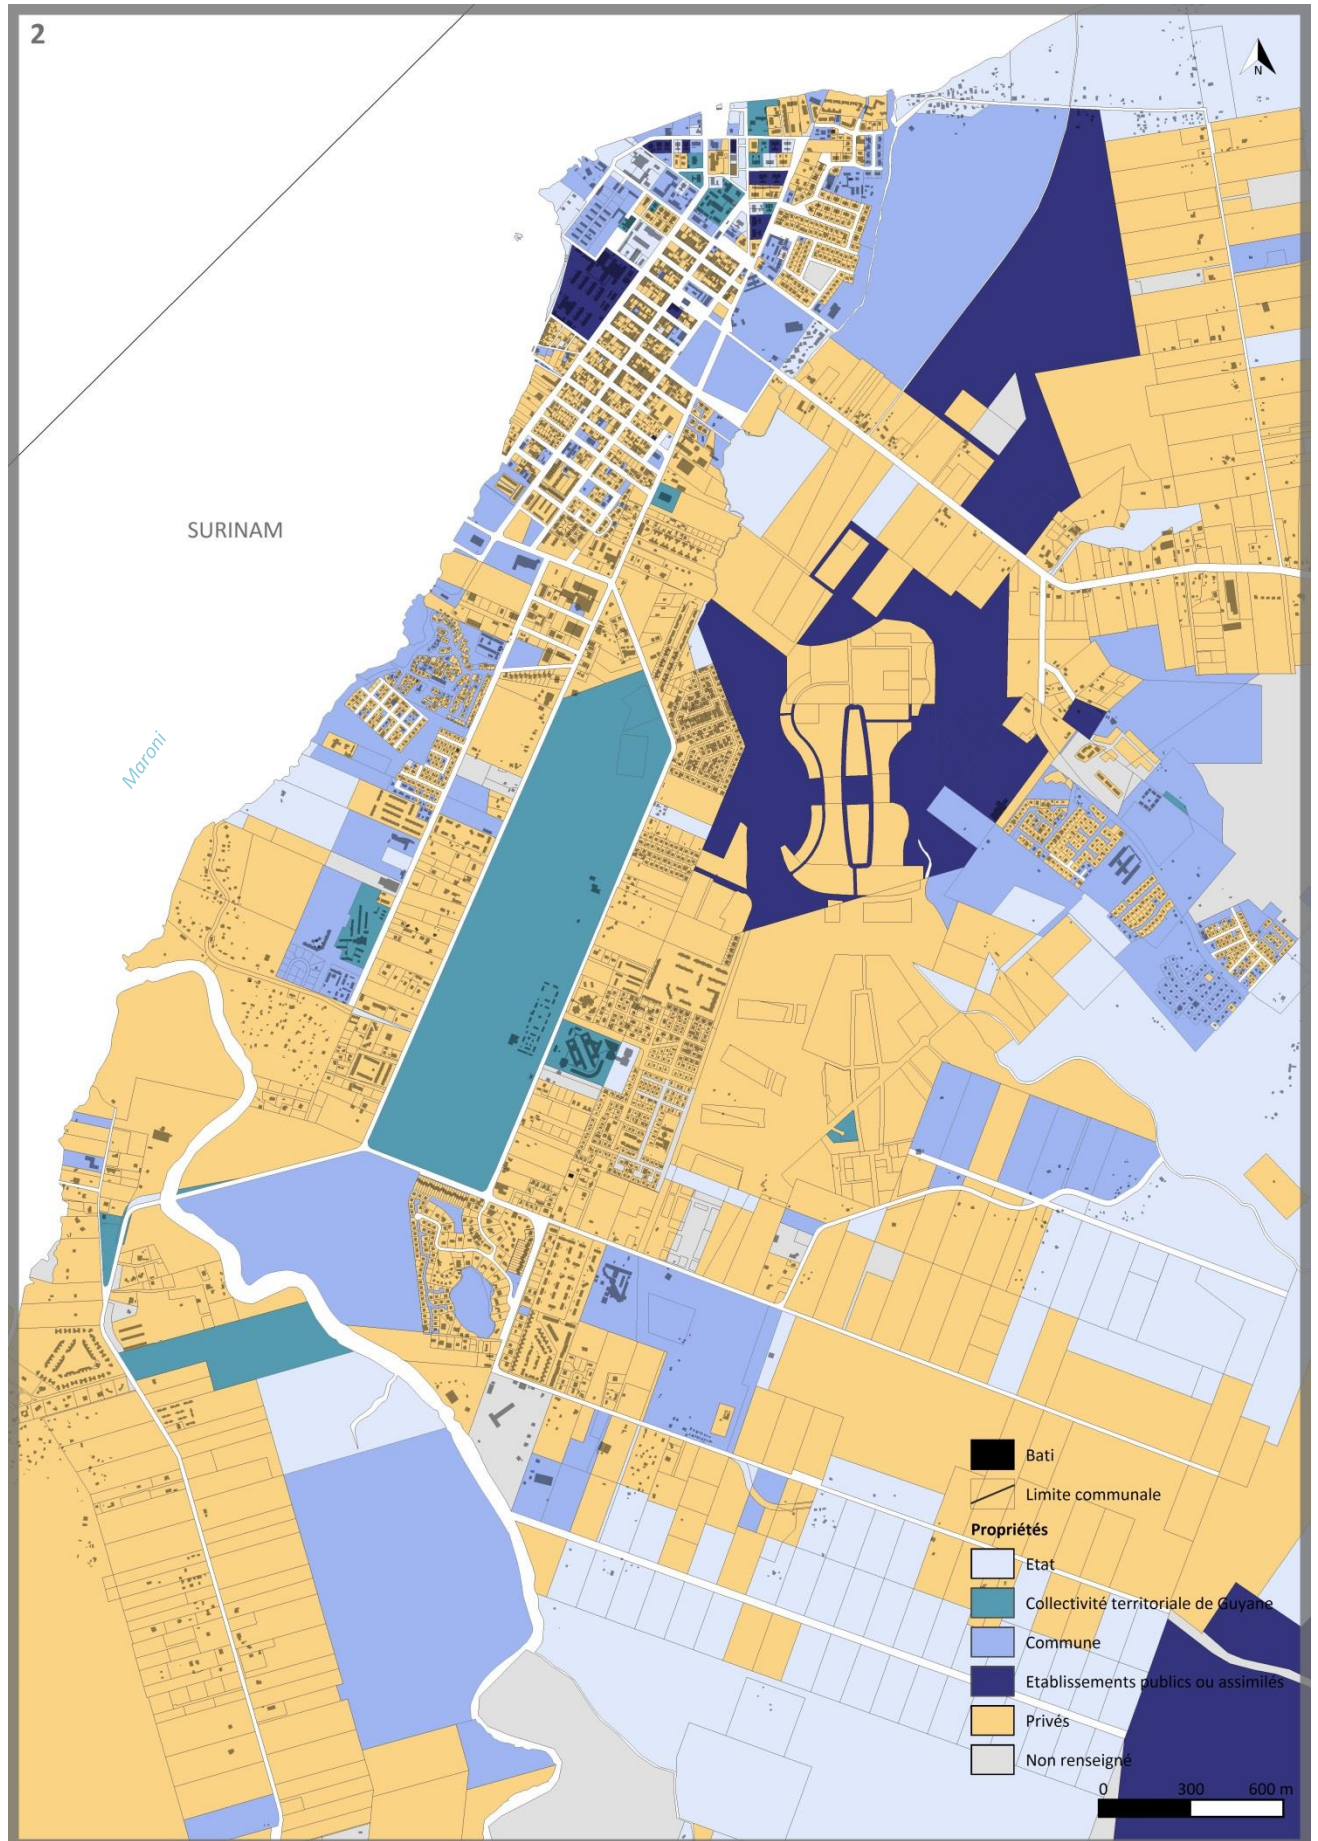 2
N
SURINAM
Maroni
Bati
Limite communale
Propriétés
Etat
Collectivité territoriale de Guyane
Commune
Etablissements publics ou assimilés
Privés
Non renseigné
0 300 600 m